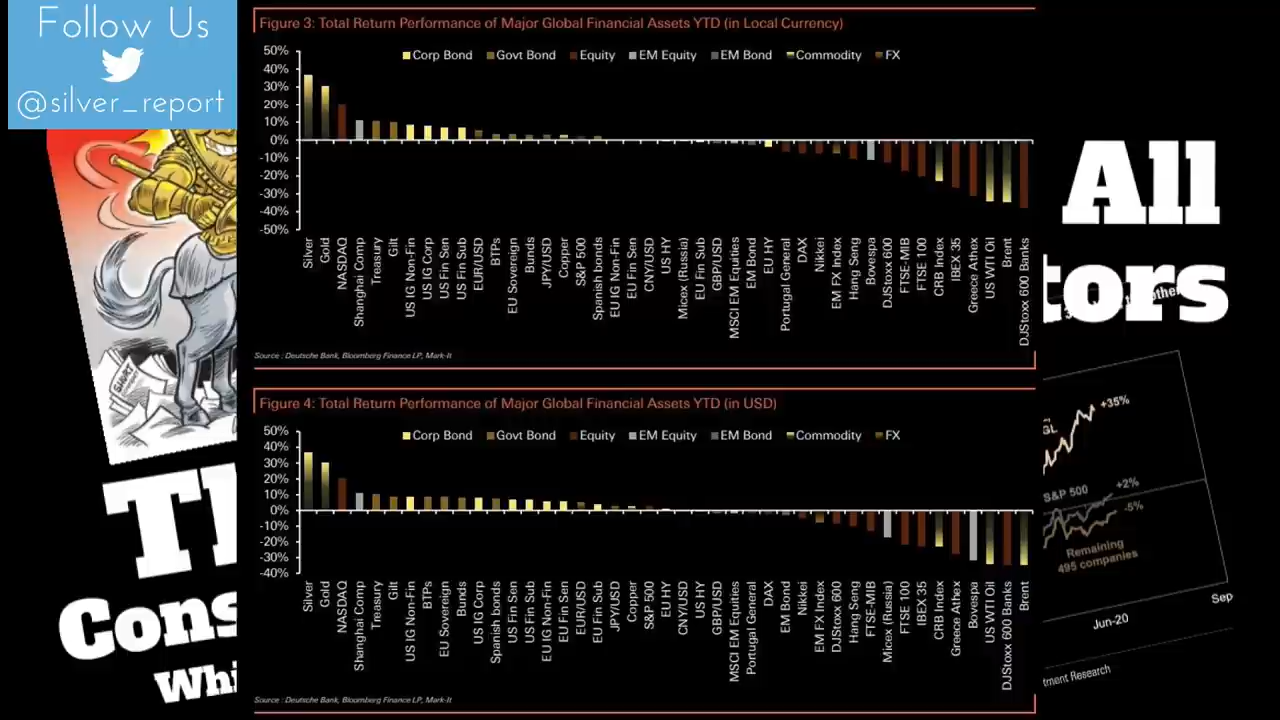 Follow Us
@silver_report
Figure 3: Total Return Performance of Major Global Financial Assets YTD (in Local Currency)
Corp Bond Govt Bond Equity EM Equity EM Bond Commodity FX
50%
40%
30%
20%
10%
0%
-10%
-20%
-30%
-40%
-50%
Silver
Gold
NASDAQ
Shanghai Comp
Treasury
Gilt
US IG Non-Fin
US IG Corp
US Fin Sen
US Fin Sub
EUR/USD
BTPs
EU Sovereign
Bunds
JPY/USD
Copper
S&P 500
Spanish bonds
EU IG Non-Fin
EU Fin Sen
CNY/USD
US HY
Micex (Russia)
EU Fin Sub
GBP/USD
MSCI EM Equities
EM Bond
EU HY
Portugal General
DAX
Nikkei
EM FX Index
Hang Seng
Bovespa
DJStoxx 600
FTSE-MIB
FTSE 100
CRB Index
IBEX 35
Greece Athex
US WTI Oil
Brent
DJStoxx 600 Banks
Source : Deutsche Bank, Bloomberg Finance LP, Mark-It
Figure 4: Total Return Performance of Major Global Financial Assets YTD (in USD)
Corp Bond Govt Bond Equity EM Equity EM Bond Commodity FX
50%
40%
30%
20%
10%
0%
-10%
-20%
-30%
-40%
Silver
Gold
NASDAQ
Shanghai Comp
Treasury
Gilt
US IG Non-Fin
BTPs
EU Sovereign
Bunds
US IG Corp
Spanish bonds
US Fin Sen
US Fin Sub
EU IG Non-Fin
EU Fin Sen
EUR/USD
EU Fin Sub
JPY/USD
Copper
S&P 500
EU HY
CNY/USD
US HY
GBP/USD
MSCI EM Equities
Portugal General
DAX
EM Bond
Nikkei
EM FX Index
DJStoxx 600
Hang Seng
FTSE-MIB
Micex (Russia)
FTSE 100
IBEX 35
CRB Index
Greece Athex
Bovespa
US WTI Oil
DJStoxx 600 Banks
Brent
Source : Deutsche Bank, Bloomberg Finance LP, Mark-It
SHORT
Th
Cons
Whi
All
tors
+35%
GL
S&P 500
+2%
-5%
Remaining
495 companies
Jun-20
Sep
tment Research